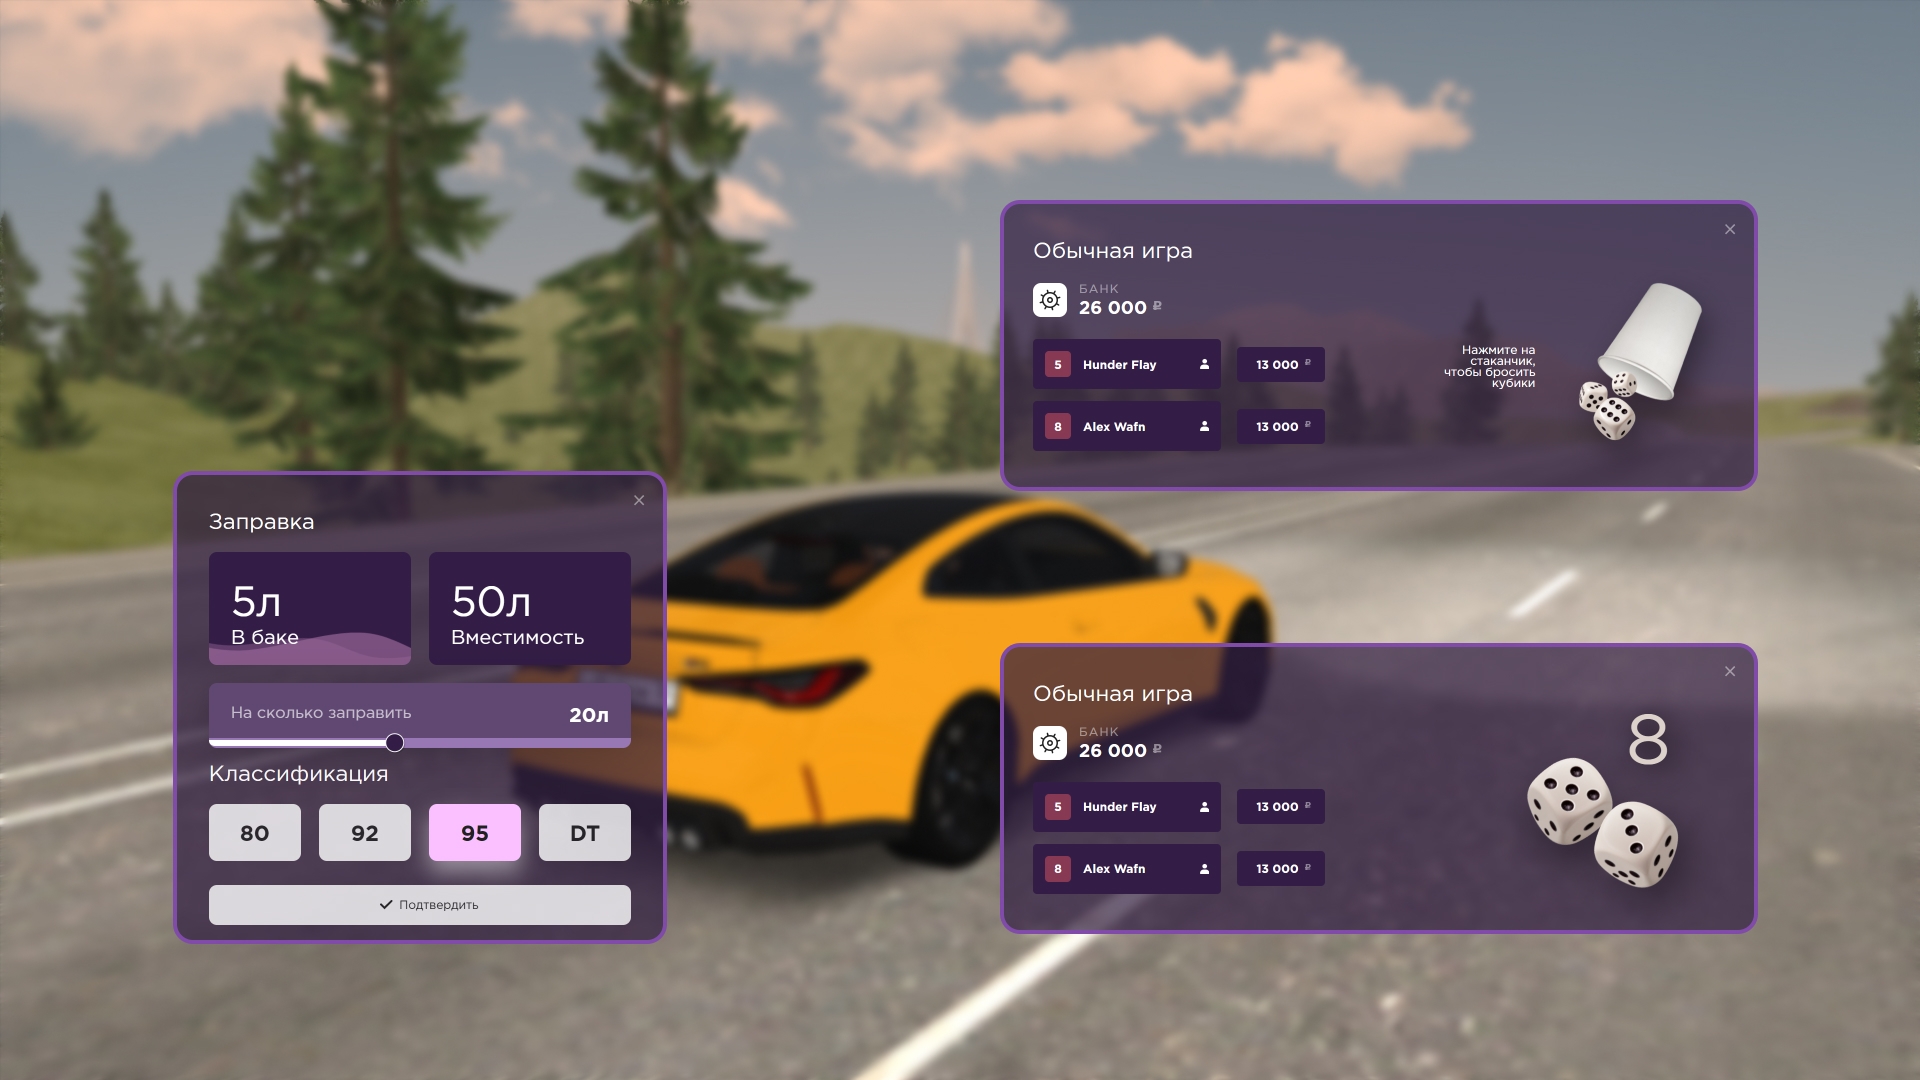 Заправка
5л
В баке
50л
Вместимость
На сколько заправить
20л
Классификация
80
92
95
DT
Подтвердить
Обычная игра
БАНК
26 000 ₽
5 Hunder Flay
13 000 ₽
8 Alex Wafn
13 000 ₽
Нажмите на
стаканчик,
чтобы бросить
кубики
Обычная игра
БАНК
26 000 ₽
5 Hunder Flay
13 000 ₽
8 Alex Wafn
13 000 ₽
8